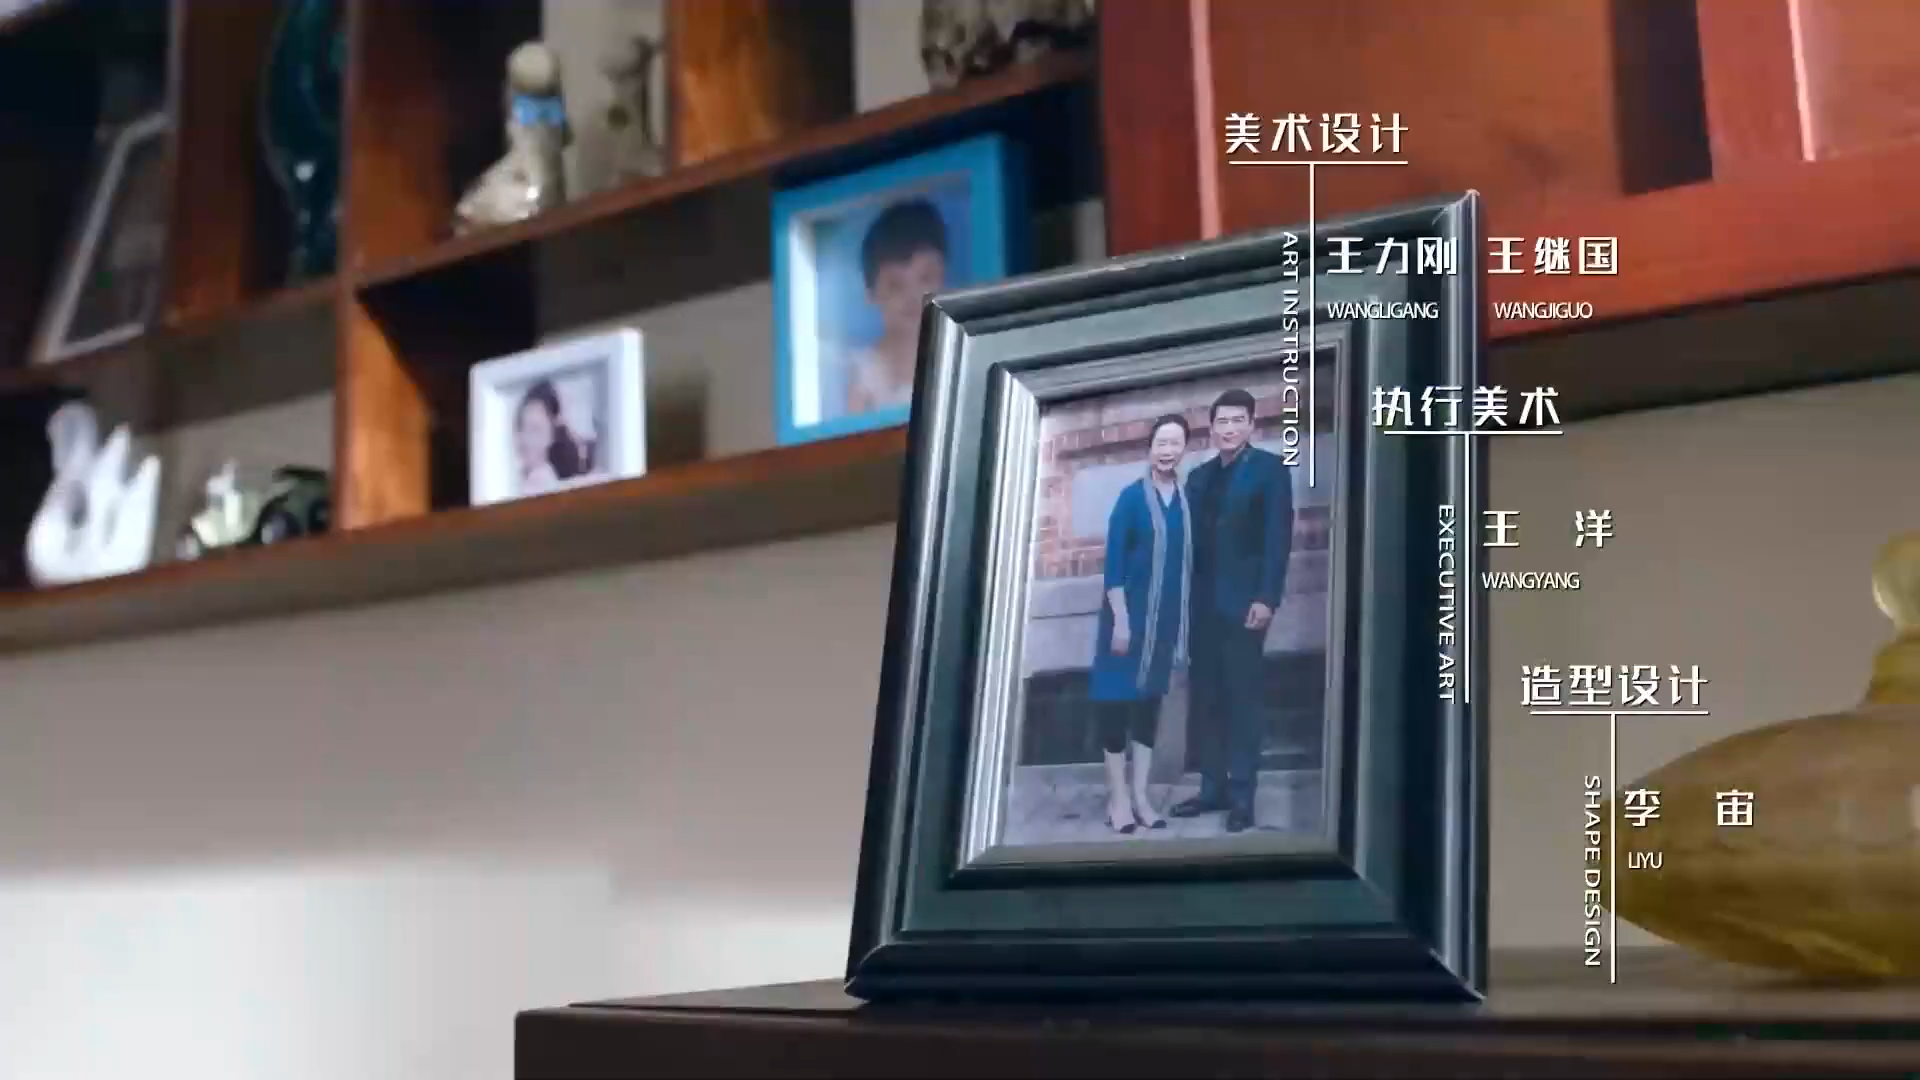 美术设计
ART INSTRUCTION
王力刚 王继国
WANGLIGANG WANGJIGUO
执行美术
EXECUTIVE ART
王 洋
WANGYANG
造型设计
SHAPE DESIGN
李 宙
LIYU